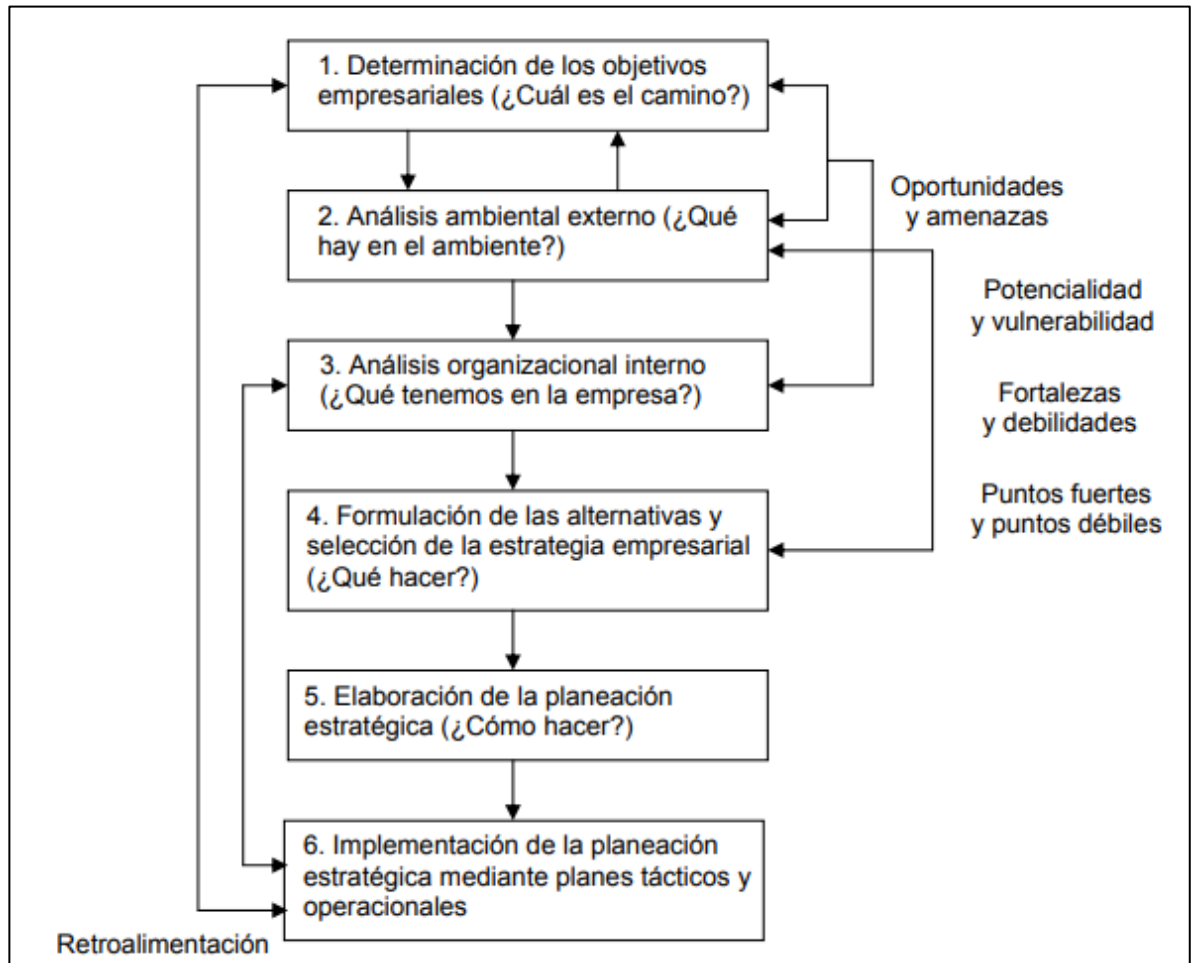 1. Determinación de los objetivos
empresariales (¿Cuál es el camino?)
Oportunidades
y amenazas
2. Análisis ambiental externo (¿Qué
hay en el ambiente?)
Potencialidad
y vulnerabilidad
3. Análisis organizacional interno
(¿Qué tenemos en la empresa?)
Fortalezas
y debilidades
4. Formulación de las alternativas y
selección de la estrategia empresarial
(¿Qué hacer?)
Puntos fuertes
y puntos débiles
5. Elaboración de la planeación
estratégica (¿Cómo hacer?)
6. Implementación de la planeación
estratégica mediante planes tácticos y
operacionales
Retroalimentación